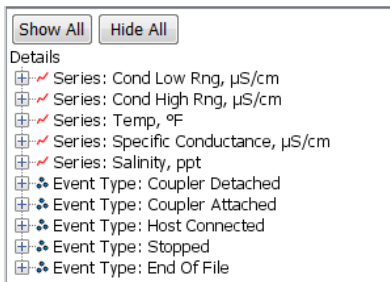 Show All Hide All
Details
Series: Cond Low Rng, µS/cm
Series: Cond High Rng, µS/cm
Series: Temp, °F
Series: Specific Conductance, µS/cm
Series: Salinity, ppt
Event Type: Coupler Detached
Event Type: Coupler Attached
Event Type: Host Connected
Event Type: Stopped
Event Type: End Of File